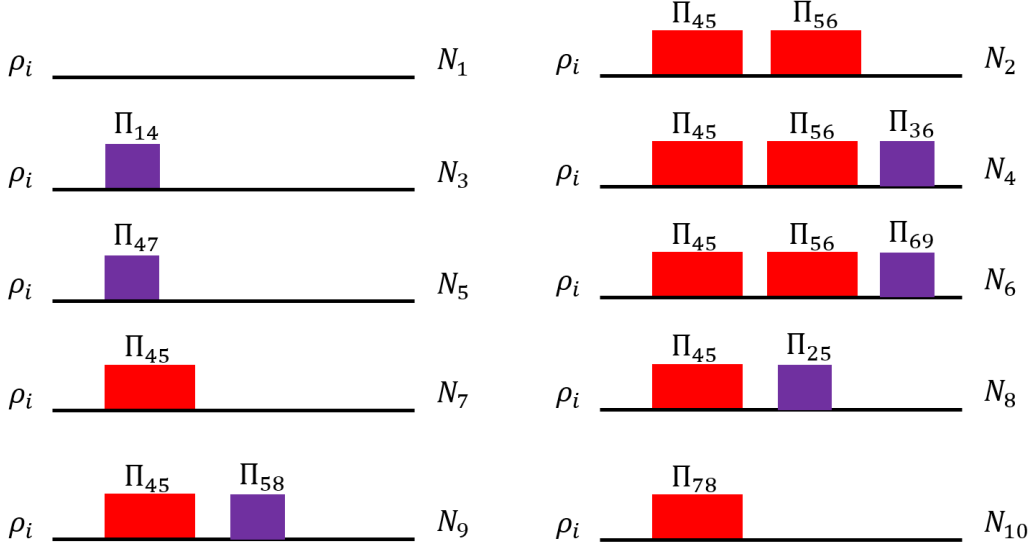 Π₄₅ Π₅₆
ρᵢ N₁ ρᵢ N₂
Π₁₄ Π₄₅ Π₅₆ Π₃₆
ρᵢ N₃ ρᵢ N₄
Π₄₇ Π₄₅ Π₅₆ Π₆₉
ρᵢ N₅ ρᵢ N₆
Π₄₅ Π₄₅ Π₂₅
ρᵢ N₇ ρᵢ N₈
Π₄₅ Π₅₈ Π₇₈
ρᵢ N₉ ρᵢ N₁₀